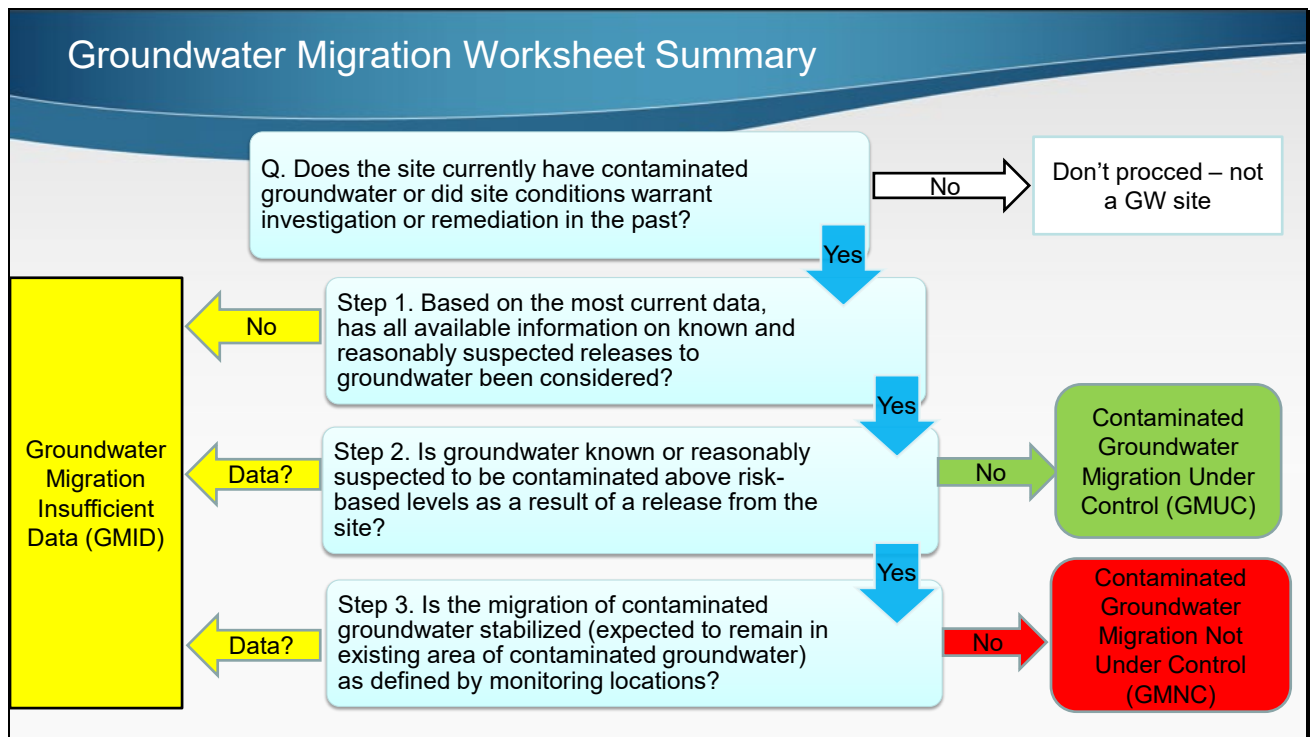 Groundwater Migration Worksheet Summary
Q. Does the site currently have contaminated
groundwater or did site conditions warrant
investigation or remediation in the past?
No
Don’t procced – not
a GW site
Yes
Step 1. Based on the most current data,
has all available information on known and
reasonably suspected releases to
groundwater been considered?
No
Yes
Groundwater
Migration
Insufficient
Data (GMID)
Step 2. Is groundwater known or reasonably
suspected to be contaminated above risk-
based levels as a result of a release from the
site?
Data?
No
Contaminated
Groundwater
Migration Under
Control (GMUC)
Yes
Step 3. Is the migration of contaminated
groundwater stabilized (expected to remain in
existing area of contaminated groundwater)
as defined by monitoring locations?
Data?
No
Contaminated
Groundwater
Migration Not
Under Control
(GMNC)